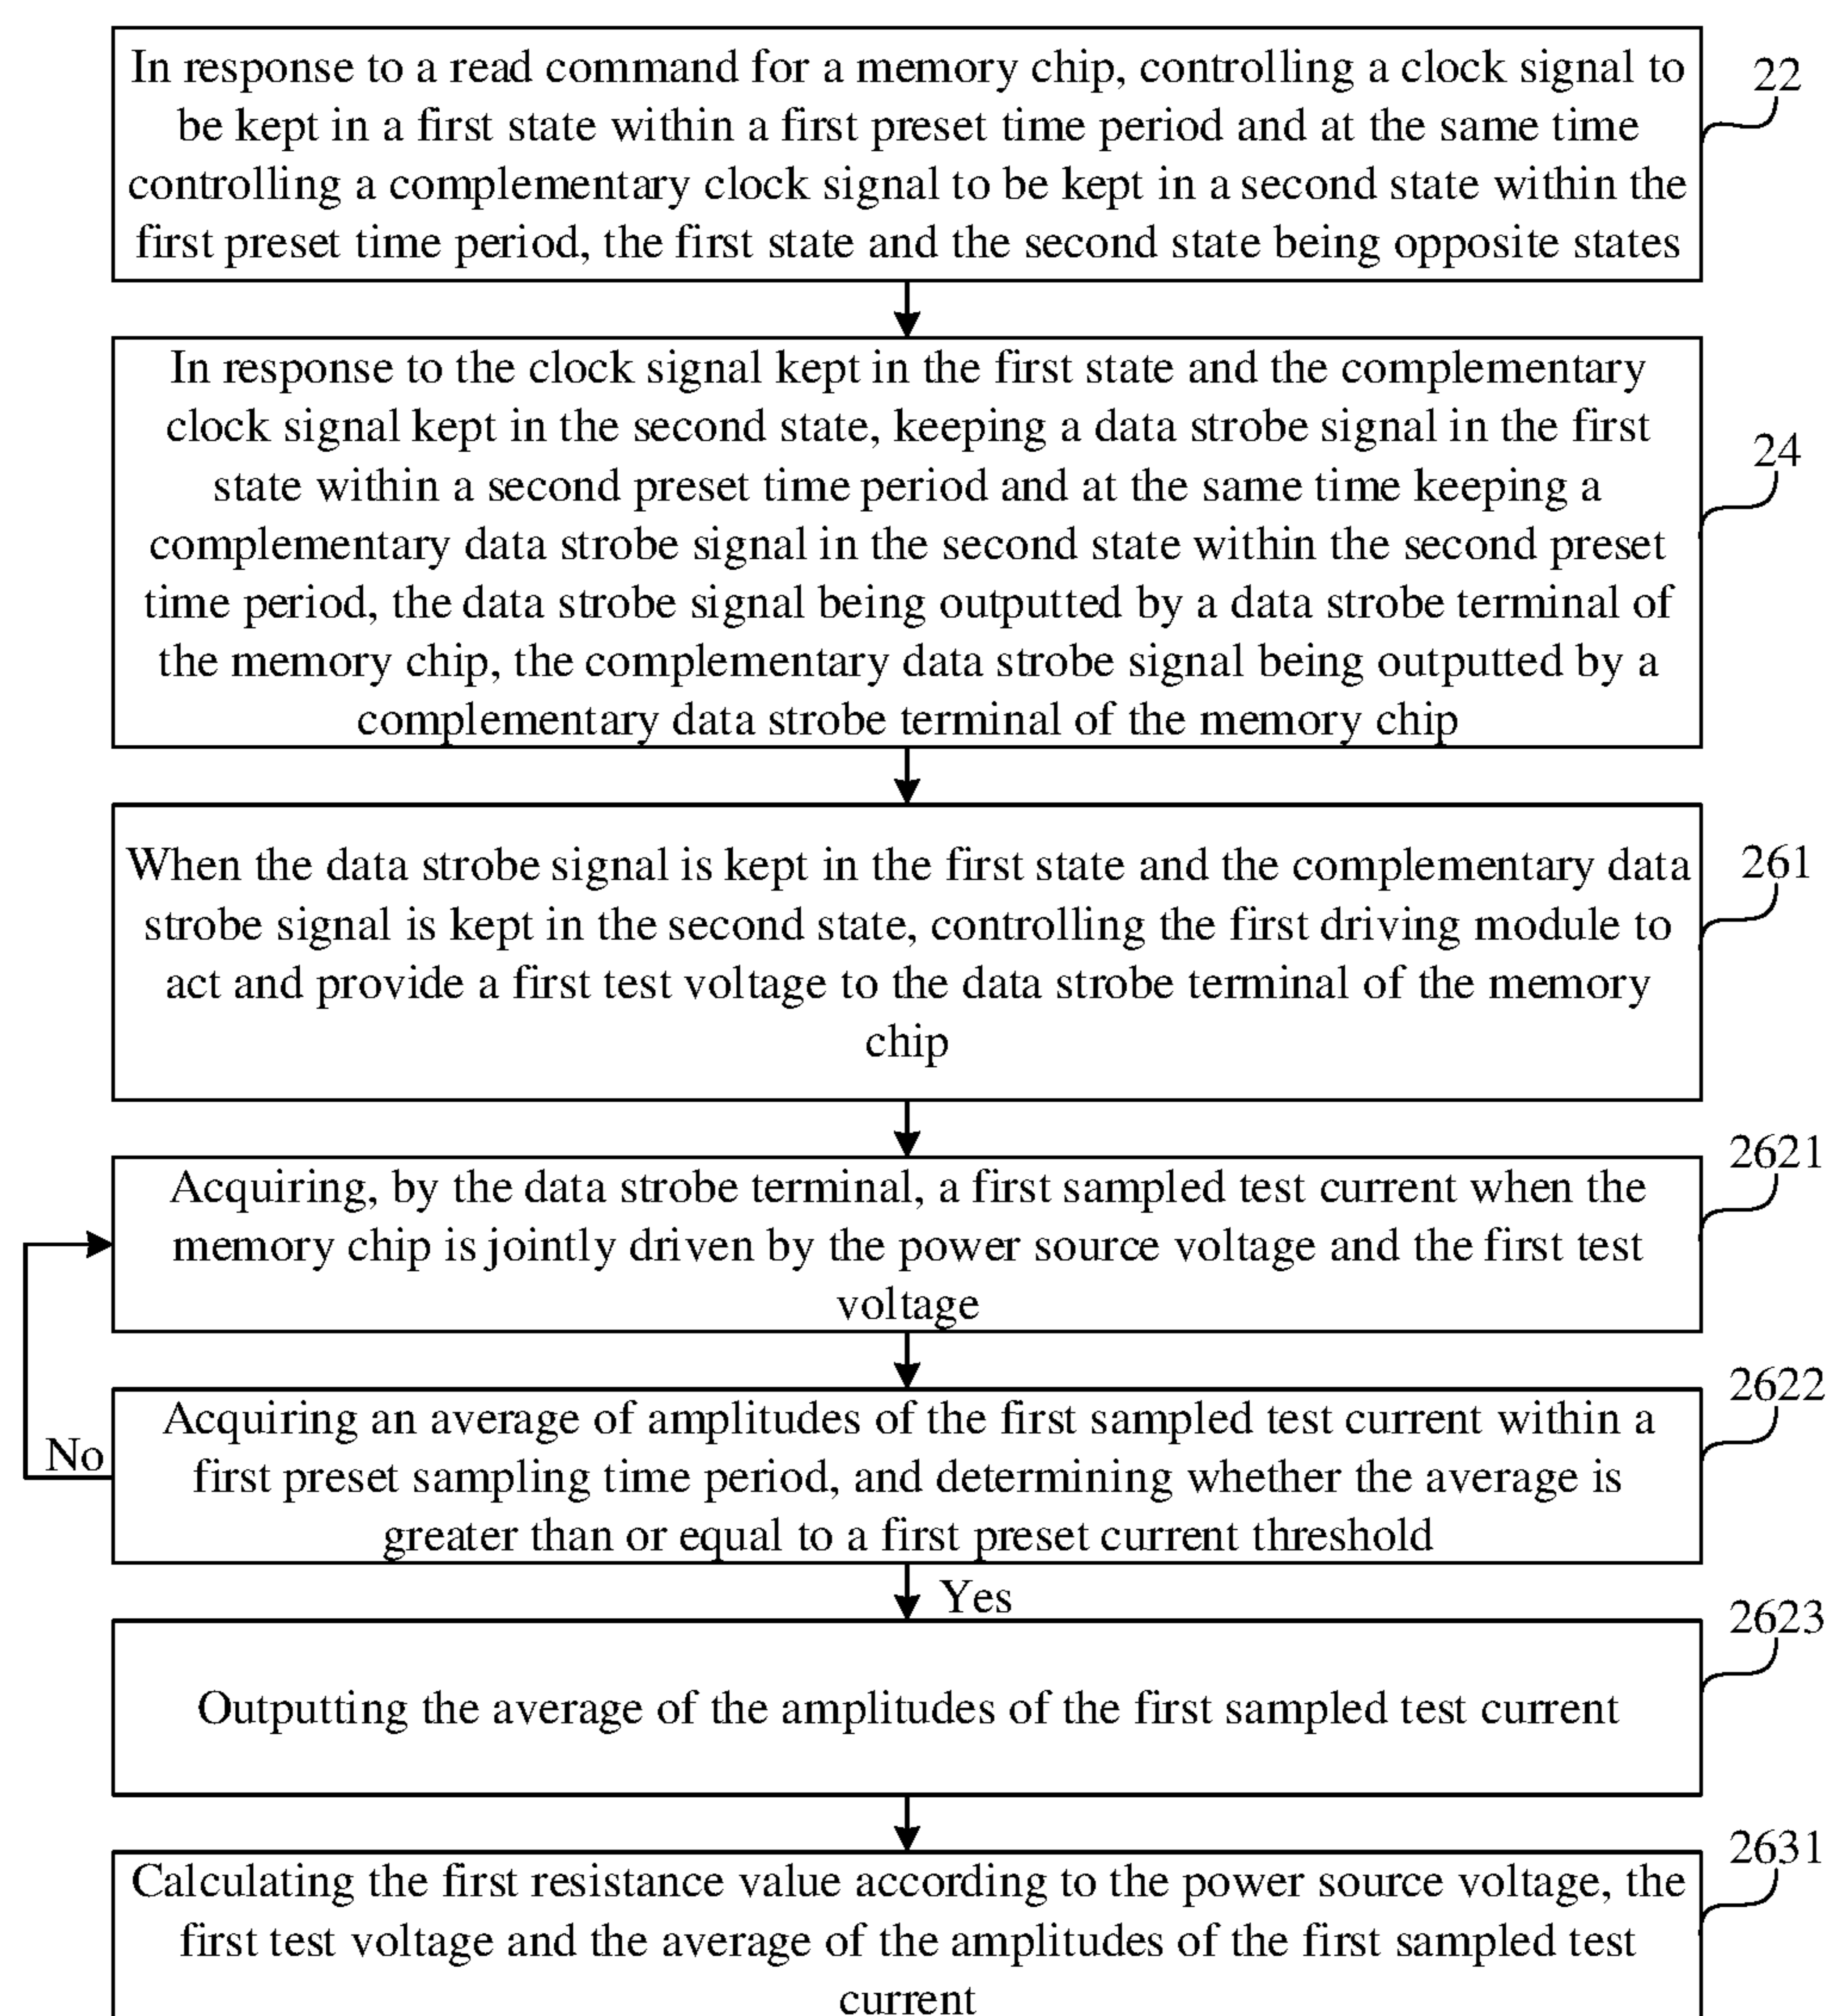 In response to a read command for a memory chip, controlling a clock signal to
be kept in a first state within a first preset time period and at the same time
controlling a complementary clock signal to be kept in a second state within the
first preset time period, the first state and the second state being opposite states
22
In response to the clock signal kept in the first state and the complementary
clock signal kept in the second state, keeping a data strobe signal in the first
state within a second preset time period and at the same time keeping a
complementary data strobe signal in the second state within the second preset
time period, the data strobe signal being outputted by a data strobe terminal of
the memory chip, the complementary data strobe signal being outputted by a
complementary data strobe terminal of the memory chip
24
When the data strobe signal is kept in the first state and the complementary data
strobe signal is kept in the second state, controlling the first driving module to
act and provide a first test voltage to the data strobe terminal of the memory
chip
261
Acquiring, by the data strobe terminal, a first sampled test current when the
memory chip is jointly driven by the power source voltage and the first test
voltage
2621
Acquiring an average of amplitudes of the first sampled test current within a
first preset sampling time period, and determining whether the average is
greater than or equal to a first preset current threshold
2622
No
Yes
Outputting the average of the amplitudes of the first sampled test current
2623
Calculating the first resistance value according to the power source voltage, the
first test voltage and the average of the amplitudes of the first sampled test
current
2631